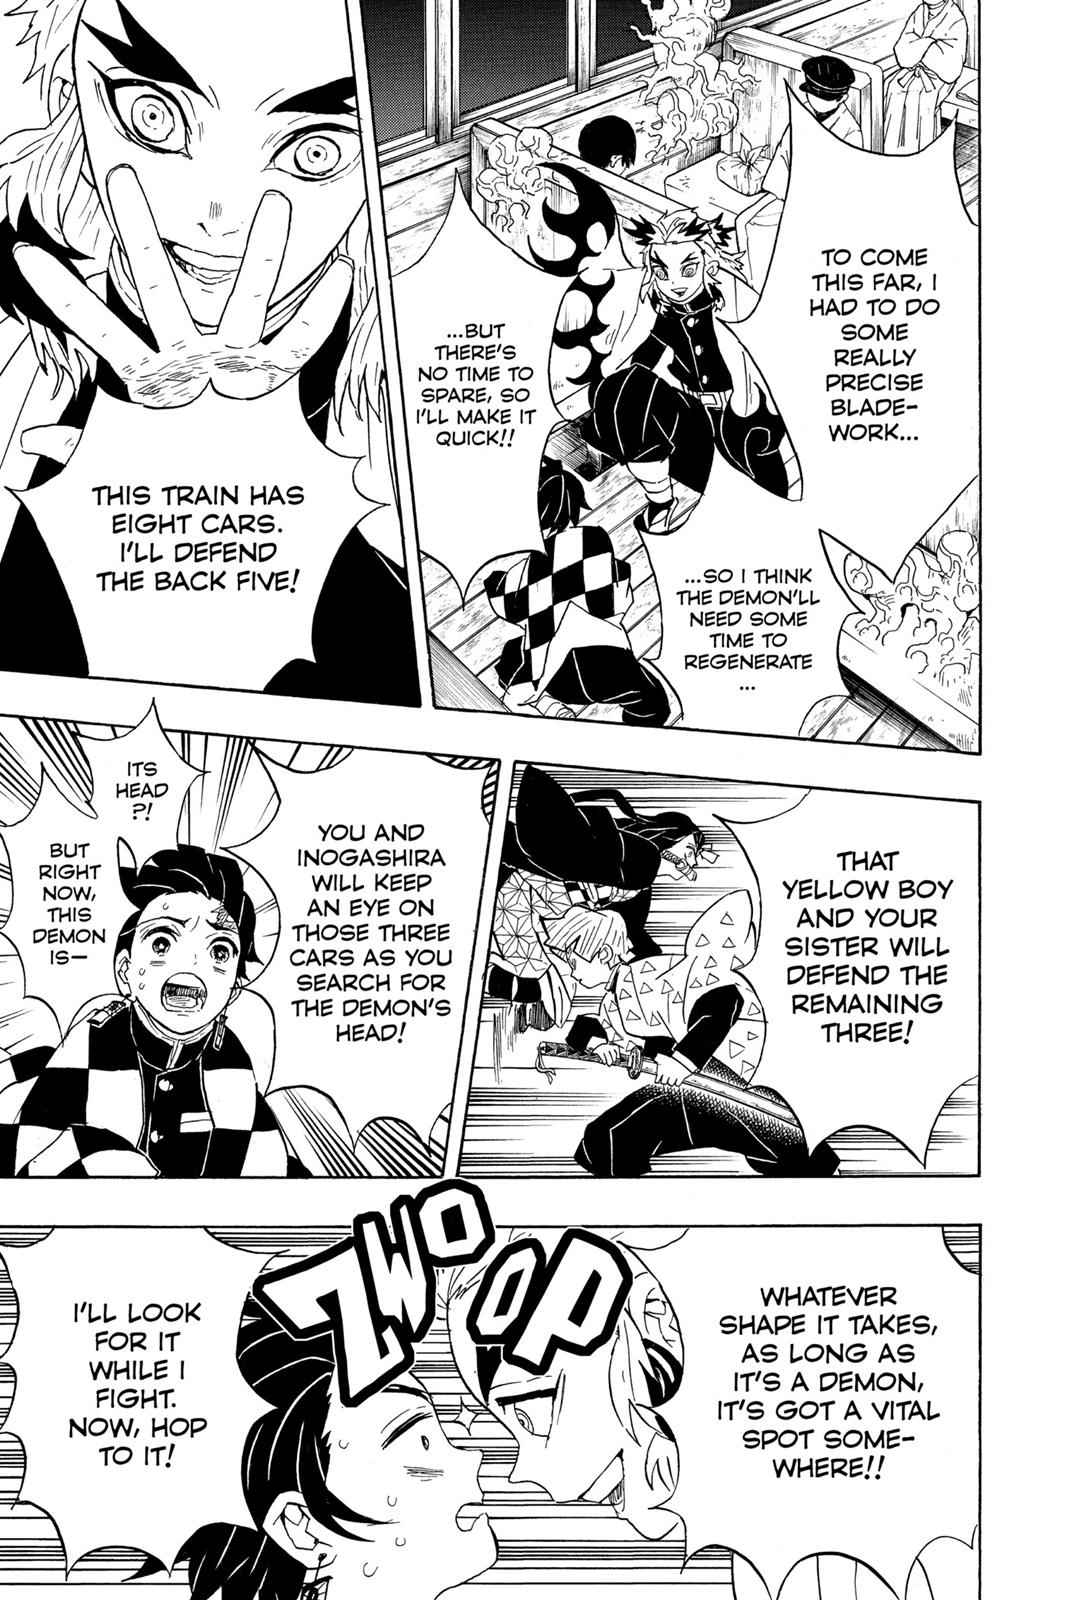 TO COME
THIS FAR, I
HAD TO DO
SOME
REALLY
PRECISE
BLADE-
WORK...
...SO I THINK
THE DEMON'LL
NEED SOME
TIME TO
REGENERATE
...
...BUT
THERE'S
NO TIME TO
SPARE, SO
I'LL MAKE IT
QUICK!!
THIS TRAIN HAS
EIGHT CARS.
I'LL DEFEND
THE BACK FIVE!
THAT
YELLOW BOY
AND YOUR
SISTER WILL
DEFEND THE
REMAINING
THREE!
YOU AND
INOGASHIRA
WILL KEEP
AN EYE ON
THOSE THREE
CARS AS YOU
SEARCH FOR
THE DEMON'S
HEAD!
ITS
HEAD
?!
BUT
RIGHT
NOW,
THIS
DEMON
IS–
WHATEVER
SHAPE IT TAKES,
AS LONG AS
IT'S A DEMON,
IT'S GOT A VITAL
SPOT SOME-
WHERE!!
ZWOOOP
I'LL LOOK
FOR IT
WHILE I
FIGHT.
NOW, HOP
TO IT!